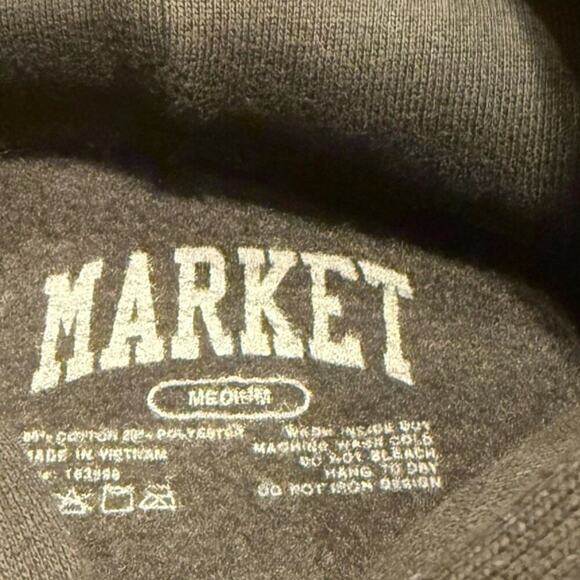 MARKET
MEDIUM
80% COTTON 20% POLYESTER
MADE IN VIETNAM
WASH INSIDE OUT
MACHINE WASH COLD
DO NOT BLEACH,
HANG TO DRY
DO NOT IRON DESIGN